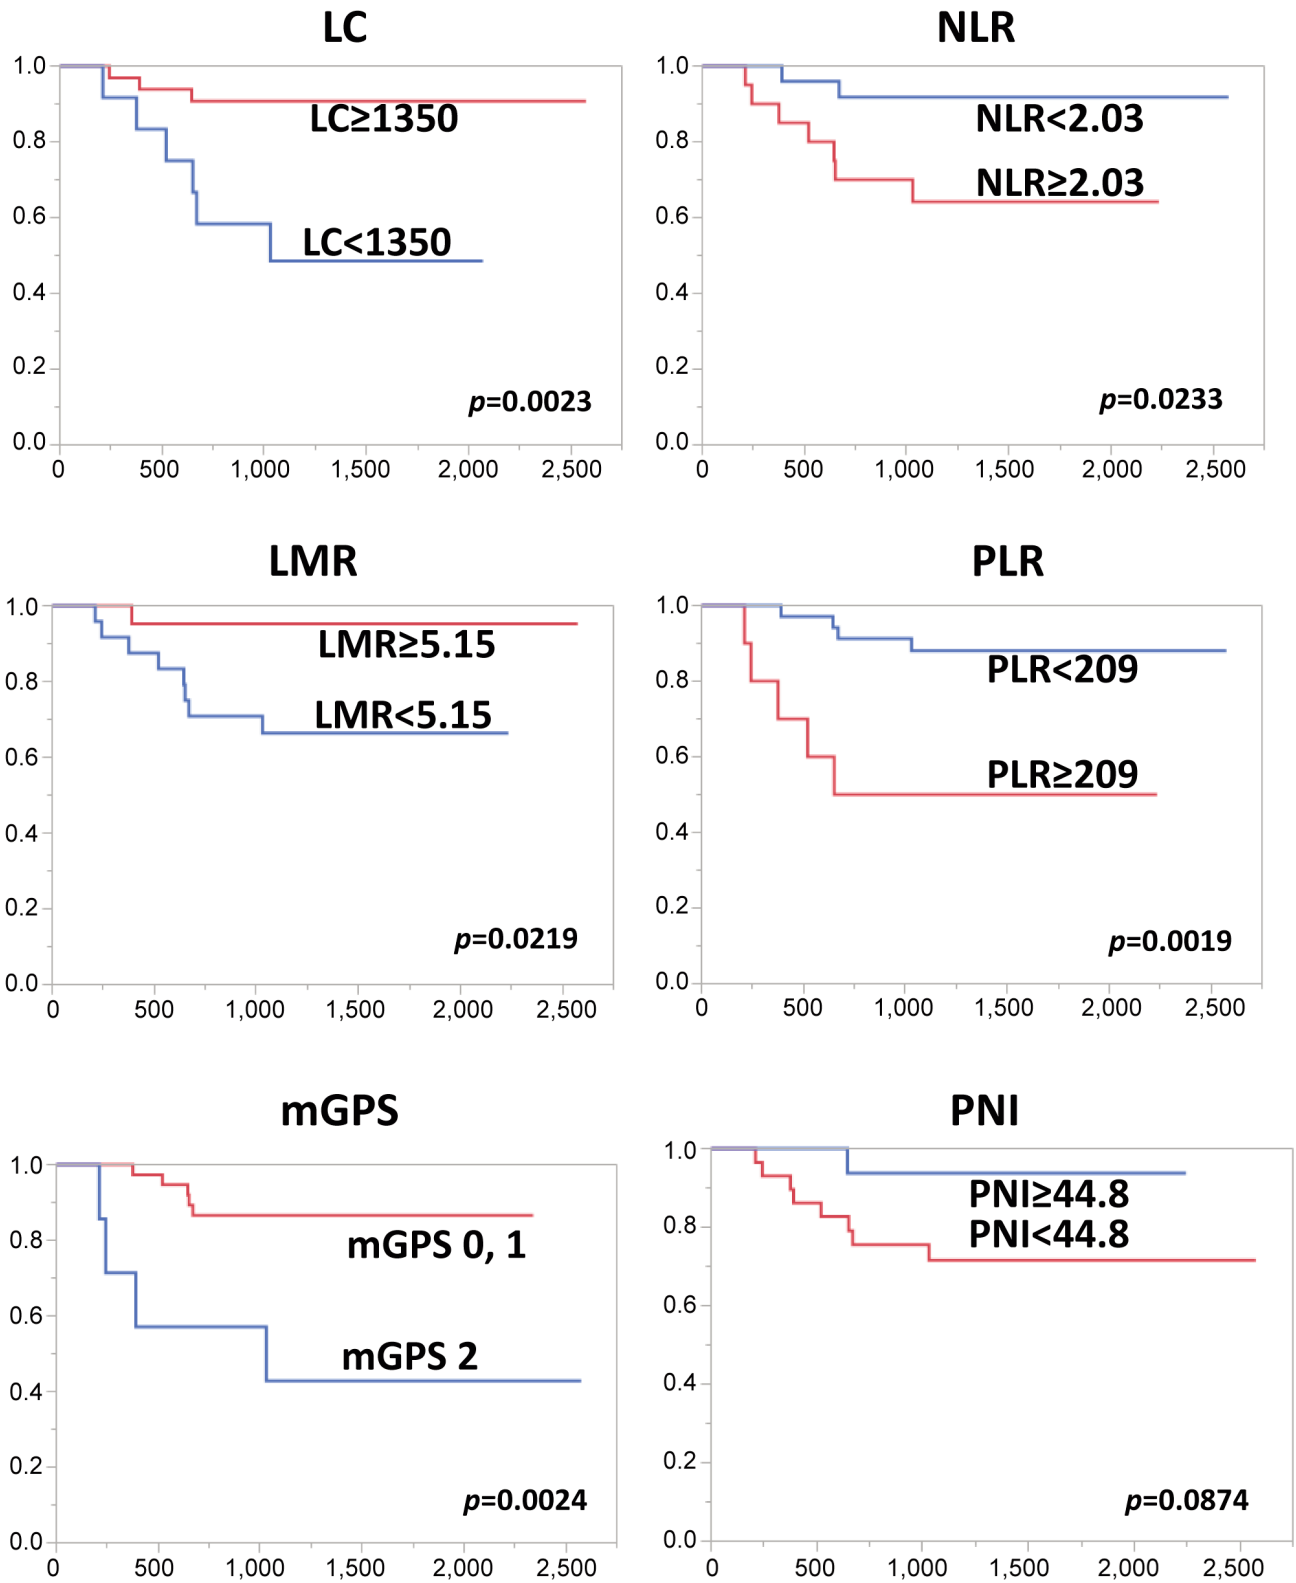 LC
1.0
0.8
0.6
0.4
0.2
0.0
LC≥1350
LC<1350
p=0.0023
0 500 1,000 1,500 2,000 2,500
NLR
1.0
0.8
0.6
0.4
0.2
0.0
NLR<2.03
NLR≥2.03
p=0.0233
0 500 1,000 1,500 2,000 2,500
LMR
1.0
0.8
0.6
0.4
0.2
0.0
LMR≥5.15
LMR<5.15
p=0.0219
0 500 1,000 1,500 2,000 2,500
PLR
1.0
0.8
0.6
0.4
0.2
0.0
PLR<209
PLR≥209
p=0.0019
0 500 1,000 1,500 2,000 2,500
mGPS
1.0
0.8
0.6
0.4
0.2
0.0
mGPS 0, 1
mGPS 2
p=0.0024
0 500 1,000 1,500 2,000 2,500
PNI
1.0
0.8
0.6
0.4
0.2
0.0
PNI≥44.8
PNI<44.8
p=0.0874
0 500 1,000 1,500 2,000 2,500